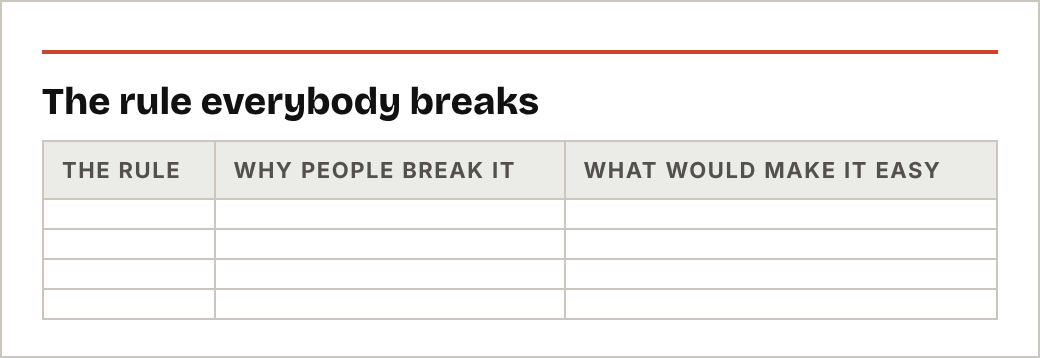 The rule everybody breaks
THE RULE
WHY PEOPLE BREAK IT
WHAT WOULD MAKE IT EASY